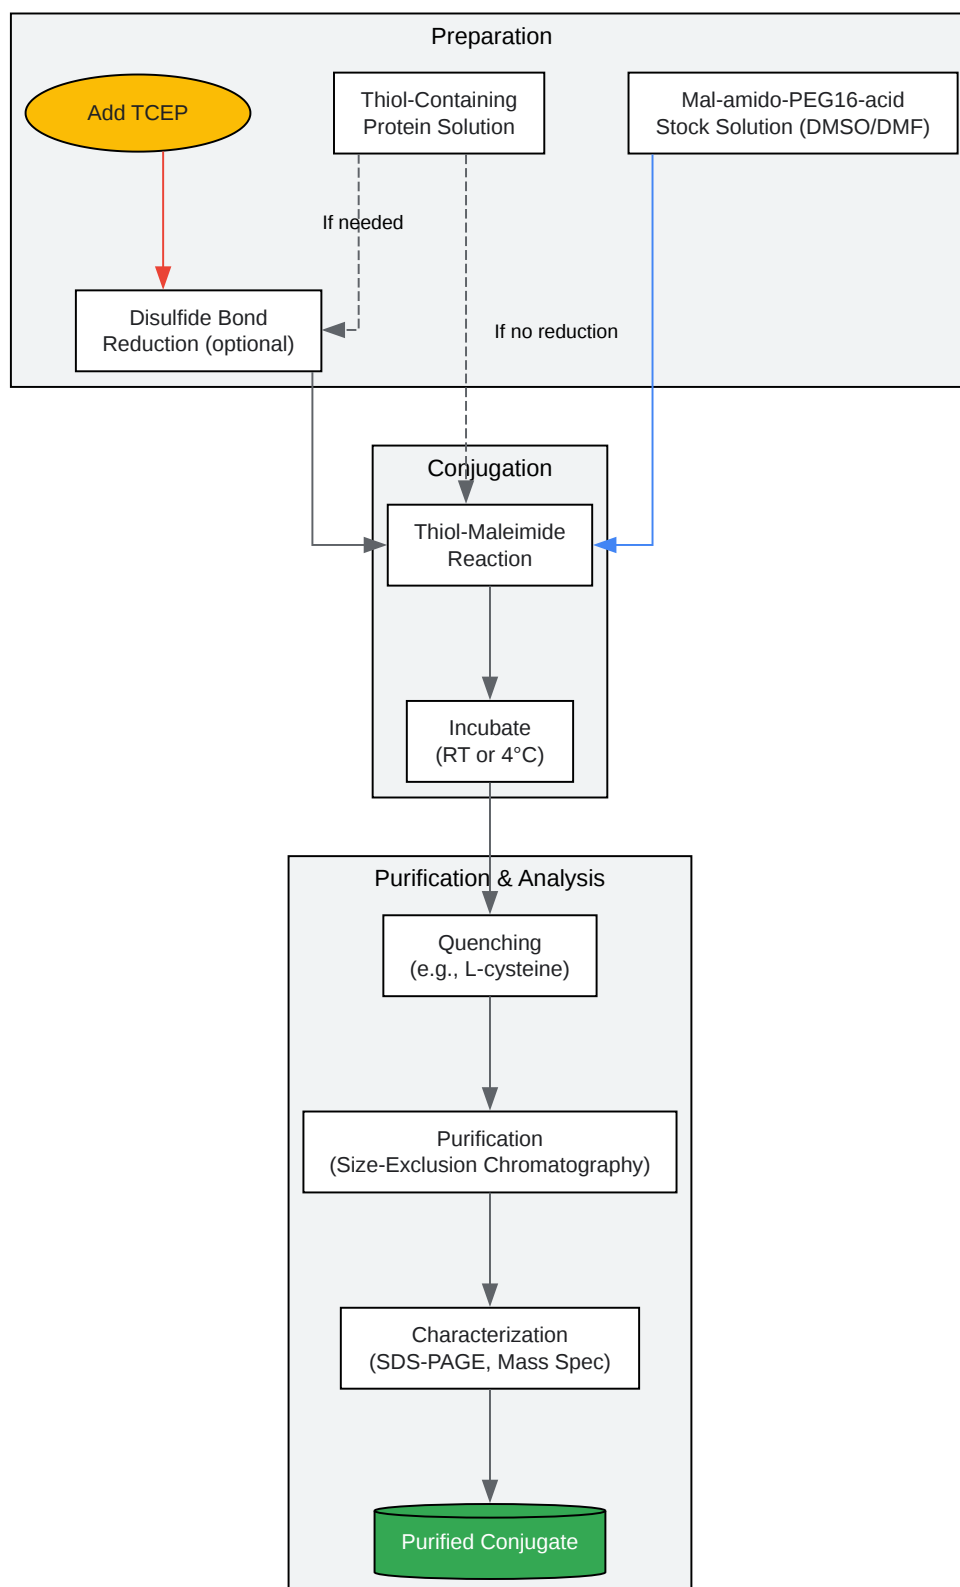 Preparation
Add TCEP
Thiol-Containing
Protein Solution
Mal-amido-PEG16-acid
Stock Solution (DMSO/DMF)
If needed
Disulfide Bond
Reduction (optional)
If no reduction
Conjugation
Thiol-Maleimide
Reaction
Incubate
(RT or 4°C)
Purification & Analysis
Quenching
(e.g., L-cysteine)
Purification
(Size-Exclusion Chromatography)
Characterization
(SDS-PAGE, Mass Spec)
Purified Conjugate